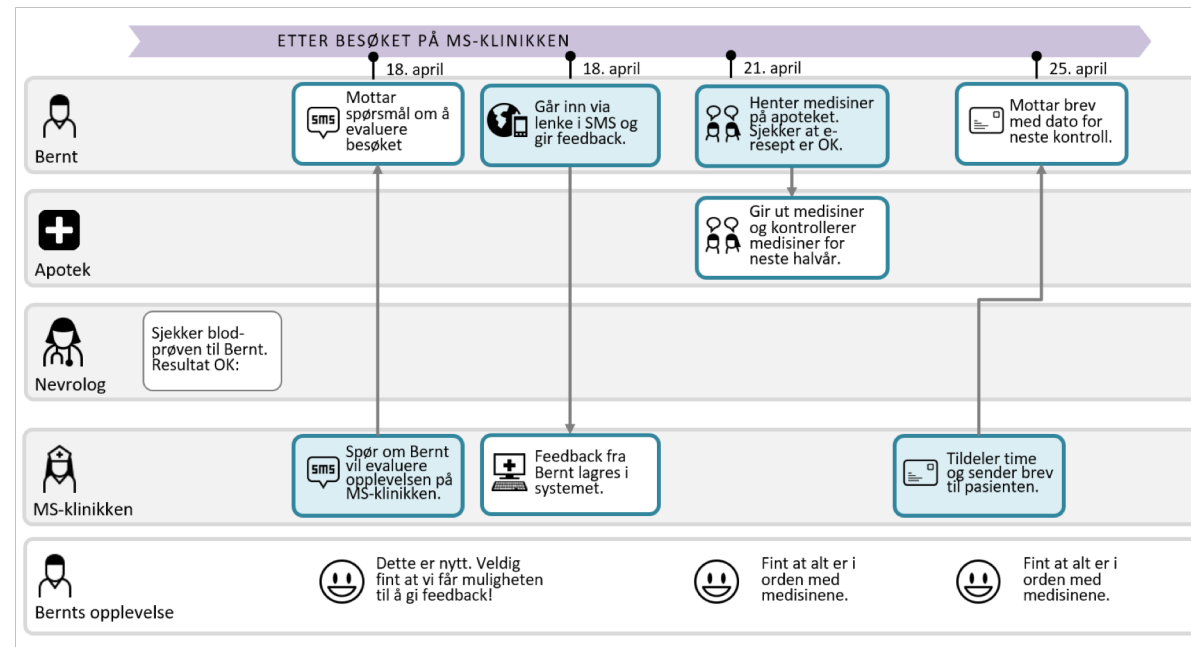 ETTER BESØKET PÅ MS-KLINIKKEN
18. april
18. april
21. april
25. april
Bernt
sms
Mottar
spørsmål om å
evaluere
besøket
Går inn via
lenke i SMS og
gir feedback.
Henter medisiner
på apoteket.
Sjekker at e-
resept er OK.
Mottar brev
med dato for
neste kontroll.
Apotek
Gir ut medisiner
og kontrollerer
medisiner for
neste halvår.
Nevrolog
Sjekker blod-
prøven til Bernt.
Resultat OK:
MS-klinikken
sms
Spør om Bernt
vil evaluere
opplevelsen på
MS-klinikken.
Feedback fra
Bernt lagres i
systemet.
Tildeler time
og sender brev
til pasienten.
Bernts opplevelse
Dette er nytt. Veldig
fint at vi får muligheten
til å gi feedback!
Fint at alt er i
orden med
medisinene.
Fint at alt er i
orden med
medisinene.